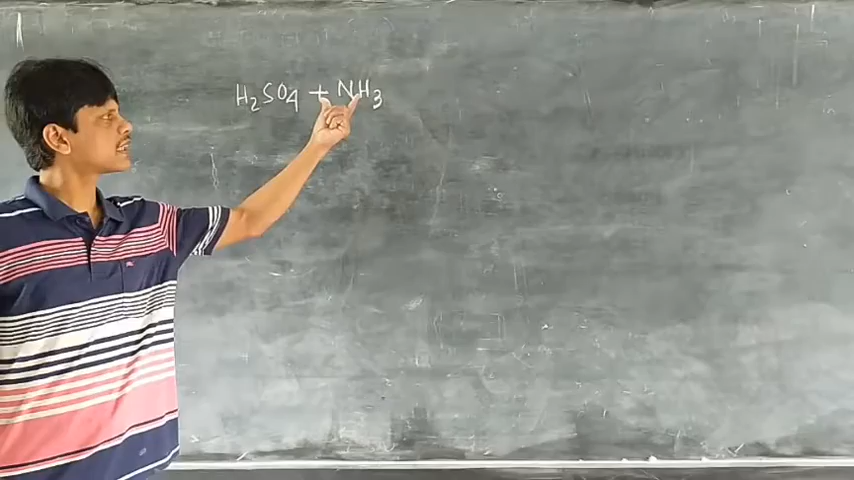 H₂SO₄ + NH₃